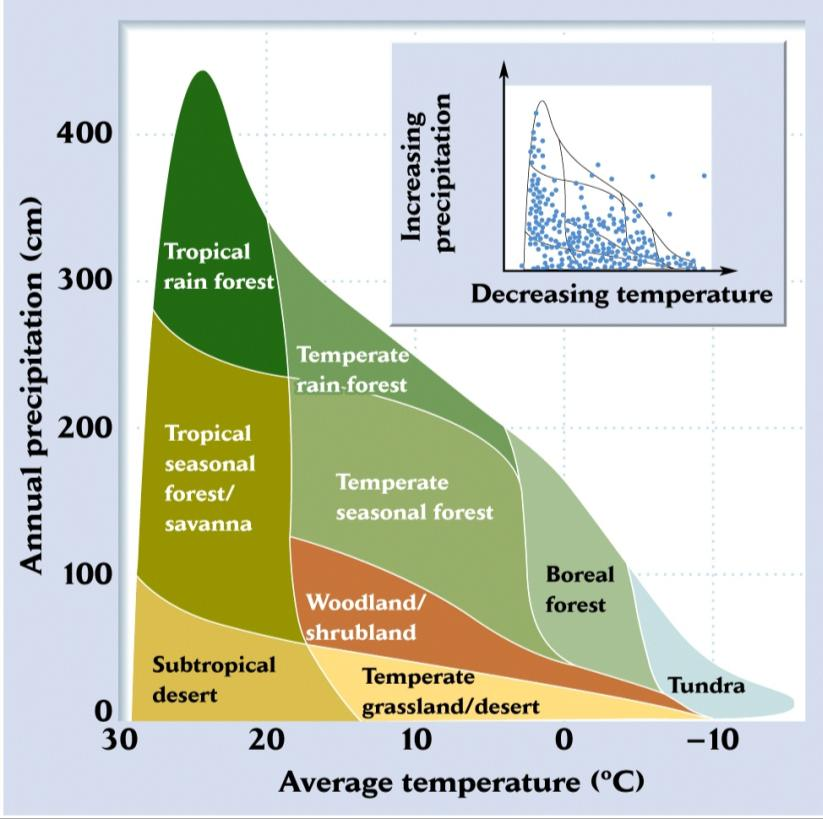 Annual precipitation (cm)
400
300
200
100
0
30
20
10
0
−10
Average temperature (ºC)
Tropical
rain forest
Temperate
rain forest
Tropical
seasonal
forest/
savanna
Temperate
seasonal forest
Boreal
forest
Woodland/
shrubland
Subtropical
desert
Temperate
grassland/desert
Tundra
Increasing
precipitation
Decreasing temperature